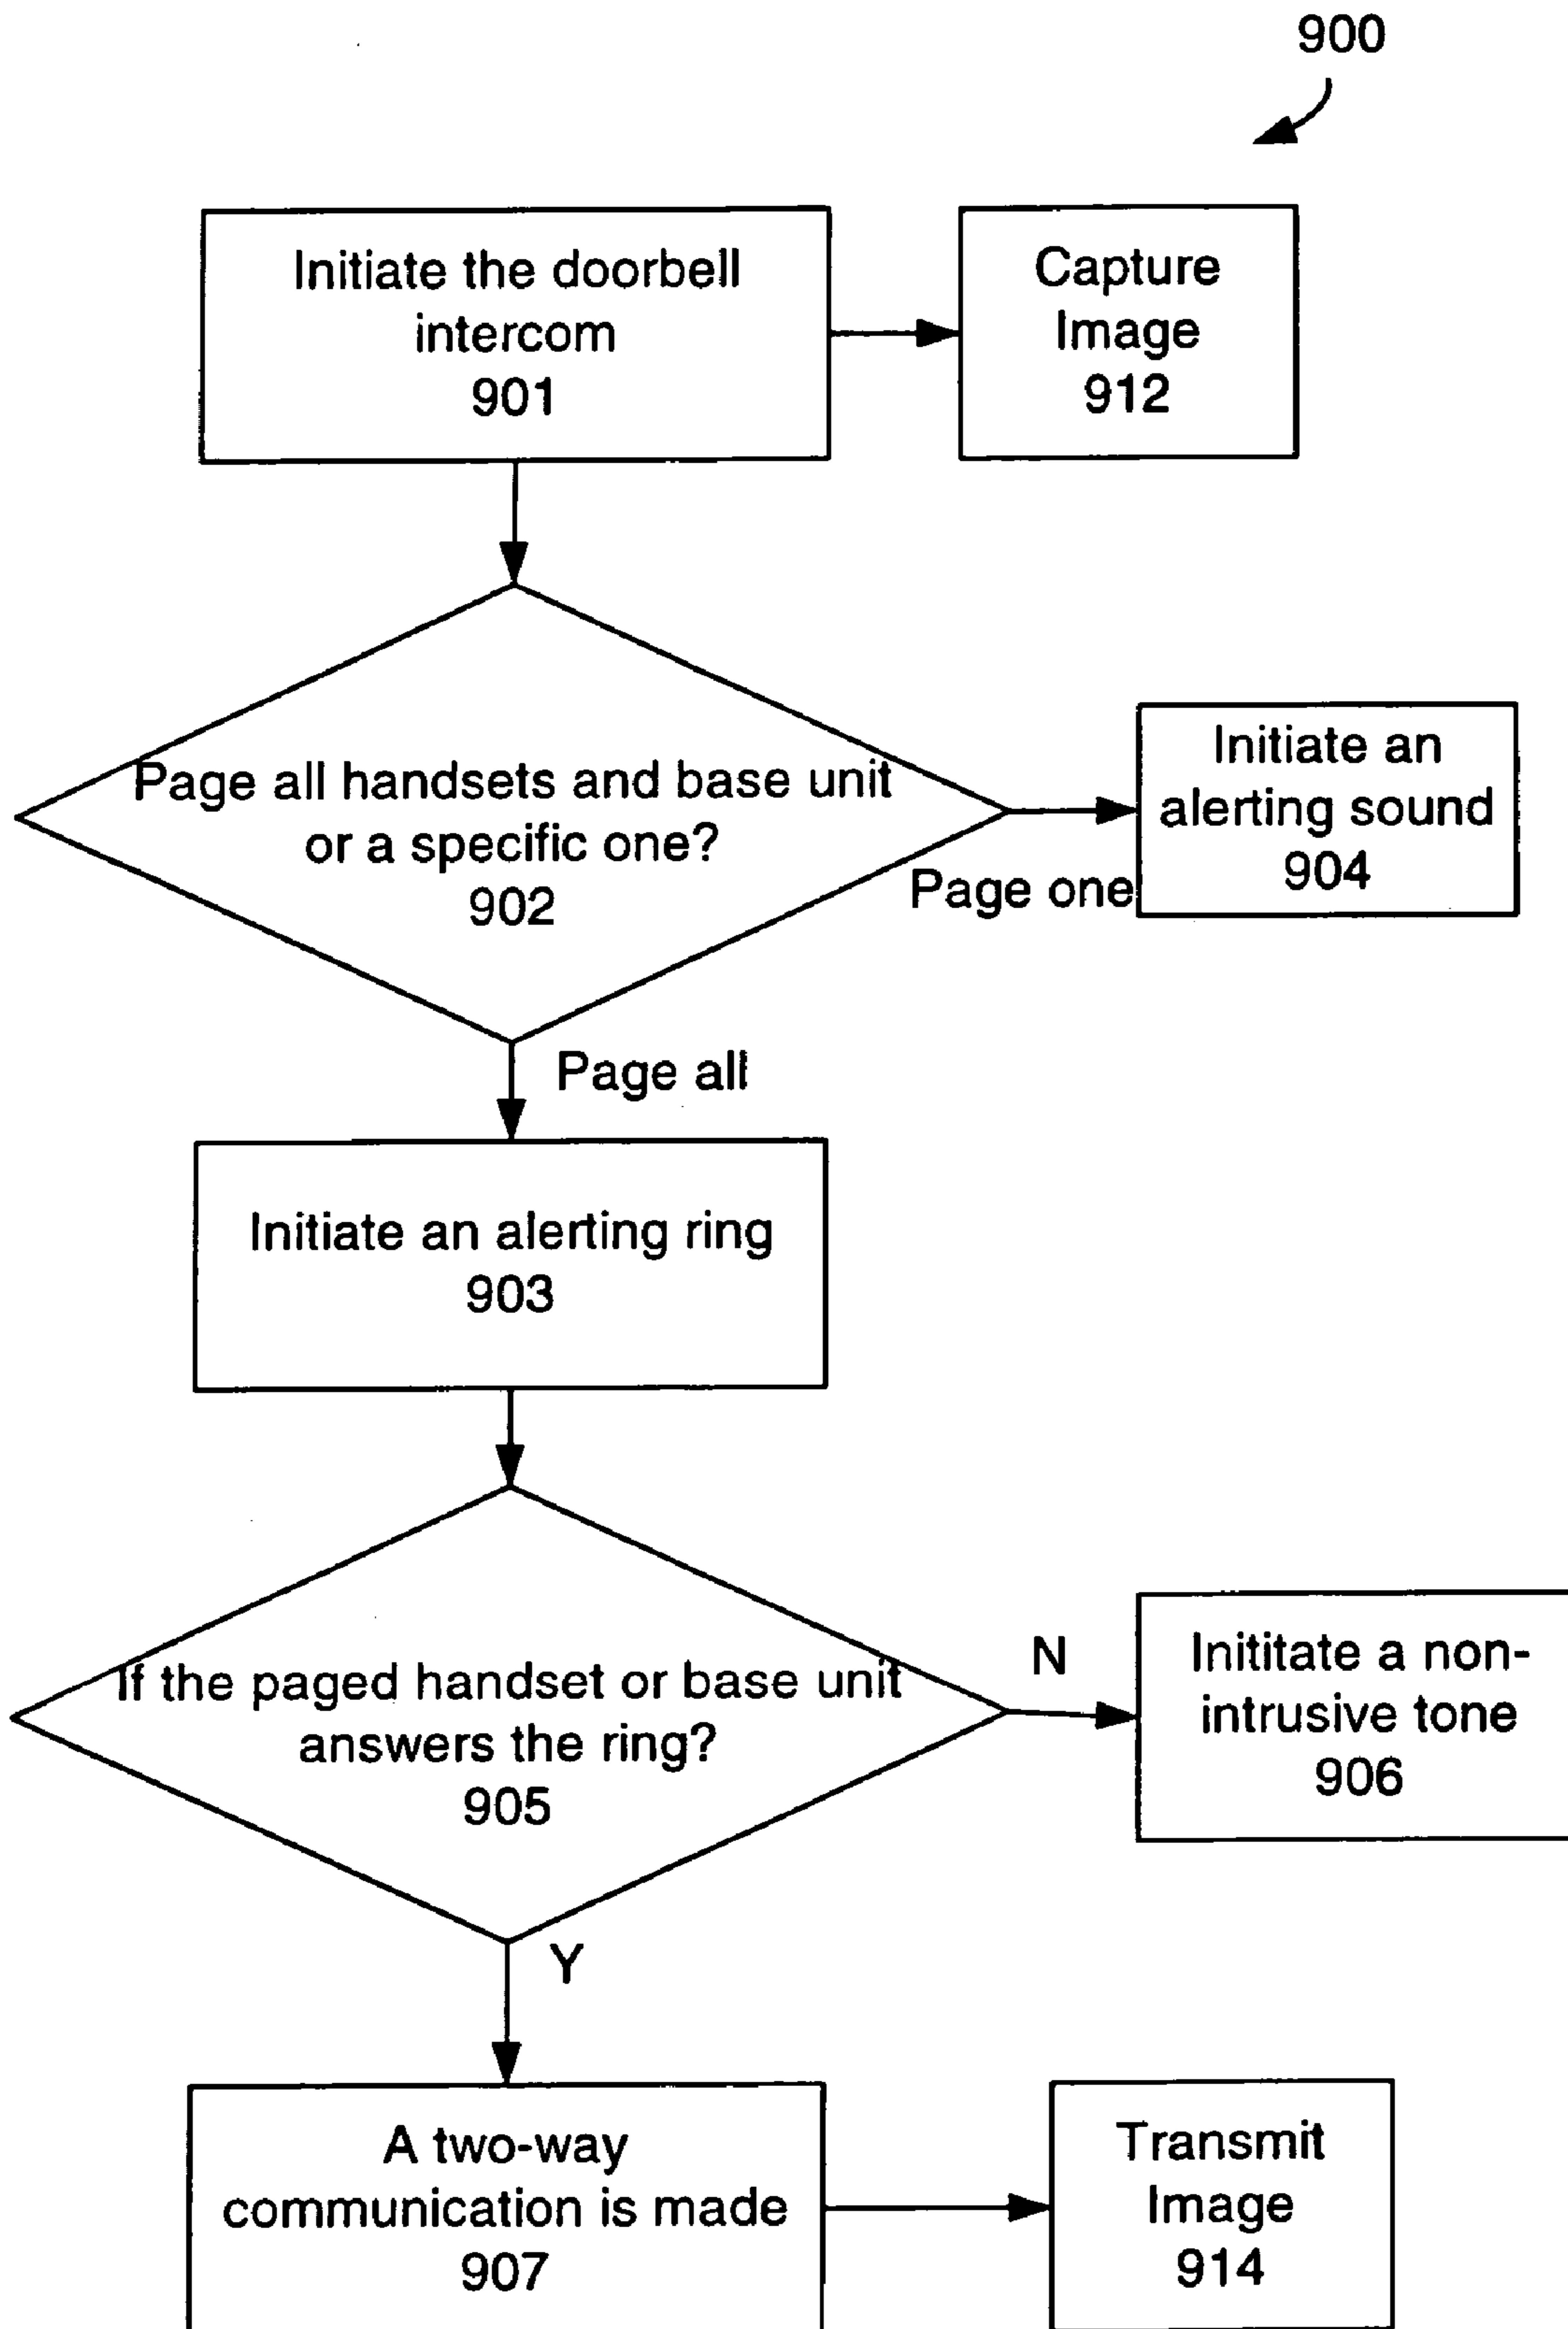 900
Initiate the doorbell
intercom
901
Capture
Image
912
Page all handsets and base unit
or a specific one?
902
Page one
Initiate an
alerting sound
904
Page all
Initiate an alerting ring
903
If the paged handset or base unit
answers the ring?
905
N
Inititate a non-
intrusive tone
906
Y
A two-way
communication is made
907
Transmit
Image
914